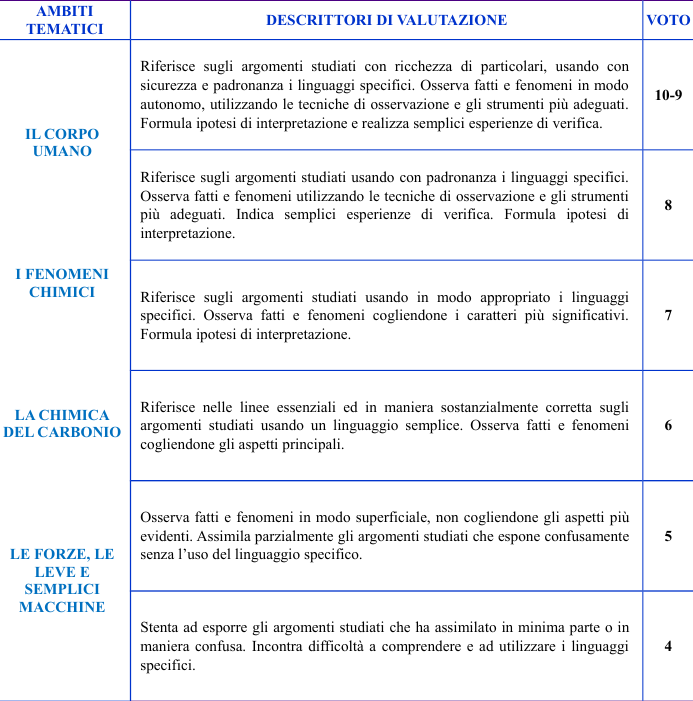 AMBITI
TEMATICI
DESCRITTORI DI VALUTAZIONE
VOTO
IL CORPO
UMANO
I FENOMENI
CHIMICI
LA CHIMICA
DEL CARBONIO
LE FORZE, LE
LEVE E
SEMPLICI
MACCHINE
Riferisce sugli argomenti studiati con ricchezza di particolari, usando con
sicurezza e padronanza i linguaggi specifici. Osserva fatti e fenomeni in modo
autonomo, utilizzando le tecniche di osservazione e gli strumenti più adeguati.
Formula ipotesi di interpretazione e realizza semplici esperienze di verifica.
10-9
Riferisce sugli argomenti studiati usando con padronanza i linguaggi specifici.
Osserva fatti e fenomeni utilizzando le tecniche di osservazione e gli strumenti
più adeguati. Indica semplici esperienze di verifica. Formula ipotesi di
interpretazione.
8
Riferisce sugli argomenti studiati usando in modo appropriato i linguaggi
specifici. Osserva fatti e fenomeni cogliendone i caratteri più significativi.
Formula ipotesi di interpretazione.
7
Riferisce nelle linee essenziali ed in maniera sostanzialmente corretta sugli
argomenti studiati usando un linguaggio semplice. Osserva fatti e fenomeni
cogliendone gli aspetti principali.
6
Osserva fatti e fenomeni in modo superficiale, non cogliendone gli aspetti più
evidenti. Assimila parzialmente gli argomenti studiati che espone confusamente
senza l’uso del linguaggio specifico.
5
Stenta ad esporre gli argomenti studiati che ha assimilato in minima parte o in
maniera confusa. Incontra difficoltà a comprendere e ad utilizzare i linguaggi
specifici.
4